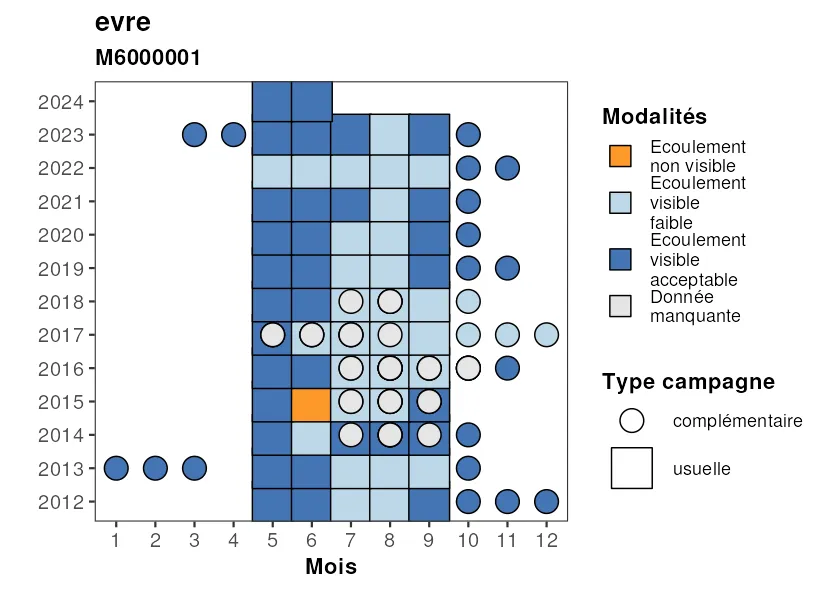 evre
M6000001
2024
2023
2022
2021
2020
2019
2018
2017
2016
2015
2014
2013
2012
1 2 3 4 5 6 7 8 9 10 11 12
Mois
Modalités
Ecoulement
non visible
Ecoulement
visible
faible
Ecoulement
visible
acceptable
Donnée
manquante
Type campagne
complémentaire
usuelle